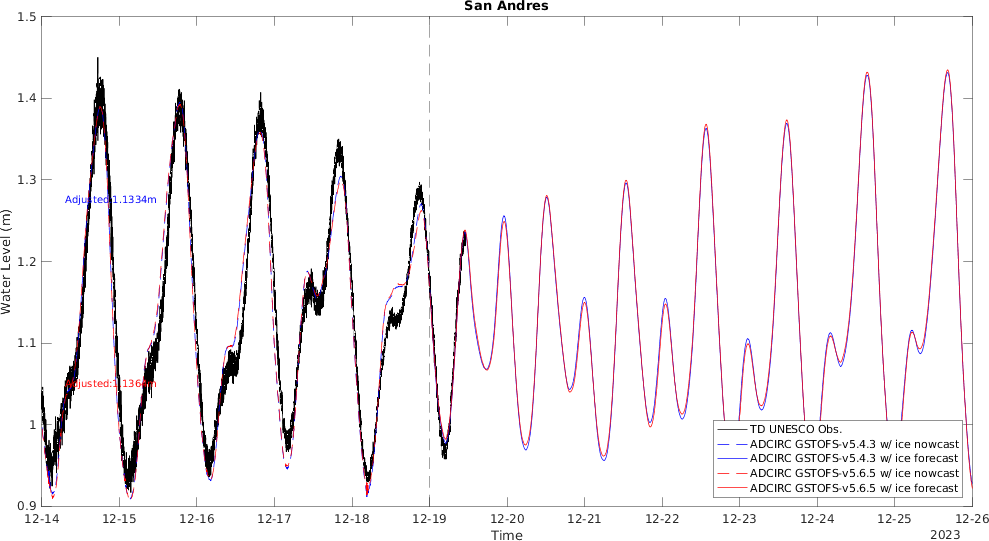 San Andres
1.5
1.4
1.3
1.2
1.1
1
0.9
Water Level (m)
Adjusted:1.1334m
12-14
12-15
12-16
12-17
12-18
12-19
12-20
12-21
12-22
12-23
12-24
12-25
12-26
Time
2023
TD UNESCO Obs.
ADCIRC GSTOFS-v5.4.3 w/ ice nowcast
ADCIRC GSTOFS-v5.4.3 w/ ice forecast
ADCIRC GSTOFS-v5.6.5 w/ ice nowcast
ADCIRC GSTOFS-v5.6.5 w/ ice forecast